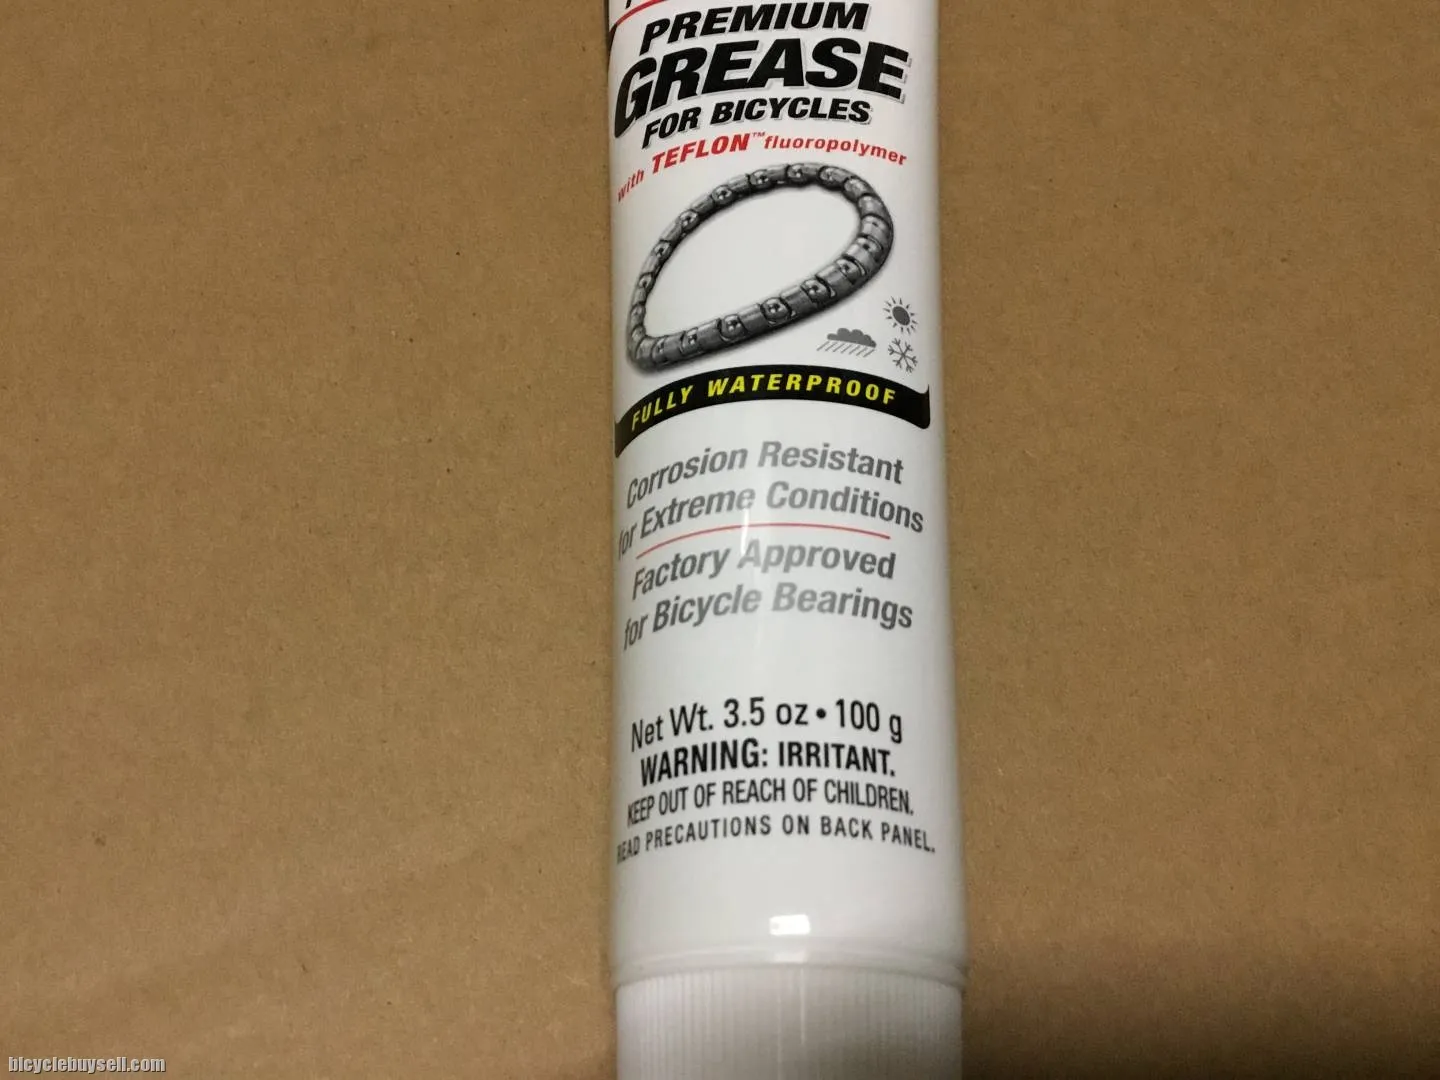 PREMIUM
GREASE
FOR BICYCLES
with TEFLON™ fluoropolymer
FULLY WATERPROOF
Corrosion Resistant
for Extreme Conditions
Factory Approved
for Bicycle Bearings
Net Wt. 3.5 oz • 100 g
WARNING: IRRITANT.
KEEP OUT OF REACH OF CHILDREN.
READ PRECAUTIONS ON BACK PANEL.
bicyclebuysell.com